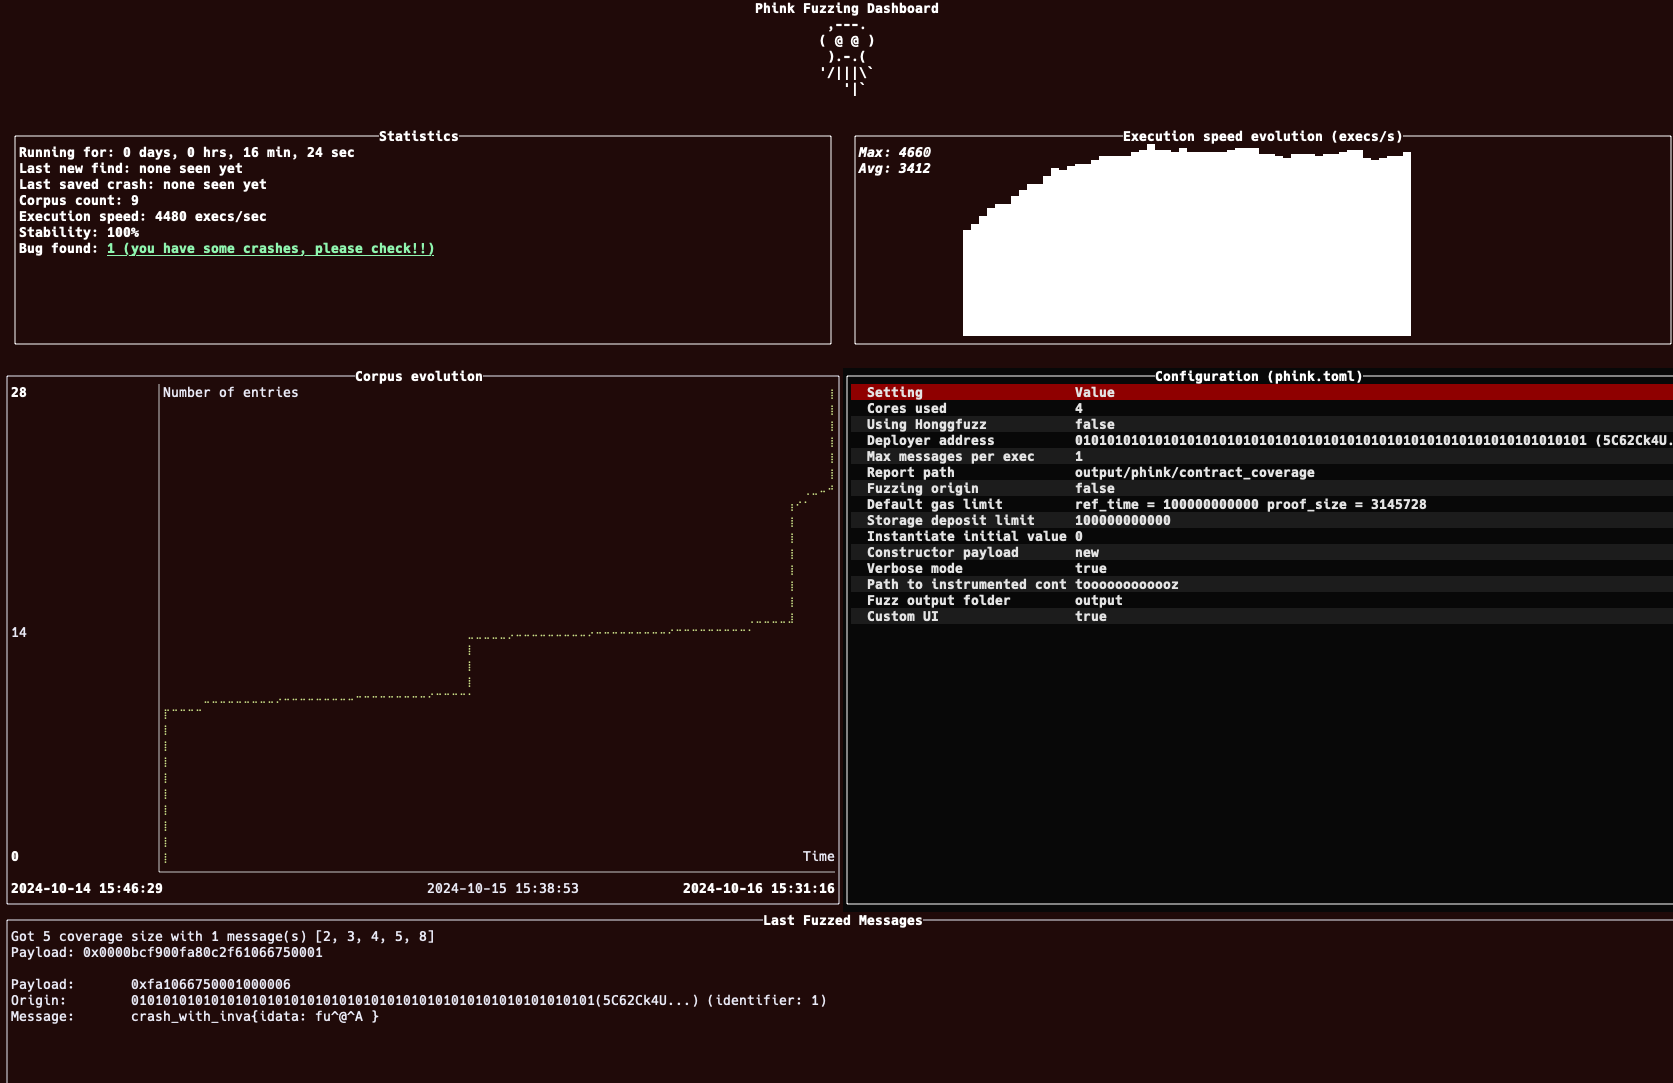 Phink Fuzzing Dashboard
,---.
( @ @ )
).-.(
'/|||\`
'|`
Statistics
Running for: 0 days, 0 hrs, 16 min, 24 sec
Last new find: none seen yet
Last saved crash: none seen yet
Corpus count: 9
Execution speed: 4480 execs/sec
Stability: 100%
Bug found: 1 (you have some crashes, please check!!)
Execution speed evolution (execs/s)
Max: 4660
Avg: 3412
Corpus evolution
28
Number of entries
14
0
Time
2024-10-14 15:46:29 2024-10-15 15:38:53 2024-10-16 15:31:16
Configuration (phink.toml)
Setting Value
Cores used 4
Using Honggfuzz false
Deployer address 0101010101010101010101010101010101010101010101010101010101010101 (5C62Ck4U.
Max messages per exec 1
Report path output/phink/contract_coverage
Fuzzing origin false
Default gas limit ref_time = 100000000000 proof_size = 3145728
Storage deposit limit 100000000000
Instantiate initial value 0
Constructor payload new
Verbose mode true
Path to instrumented cont toooooooooooz
Fuzz output folder output
Custom UI true
Last Fuzzed Messages
Got 5 coverage size with 1 message(s) [2, 3, 4, 5, 8]
Payload: 0x0000bcf900fa80c2f61066750001
Payload: 0xfa1066750001000006
Origin: 0101010101010101010101010101010101010101010101010101010101(5C62Ck4U...) (identifier: 1)
Message: crash_with_inva{idata: fu^@^A }